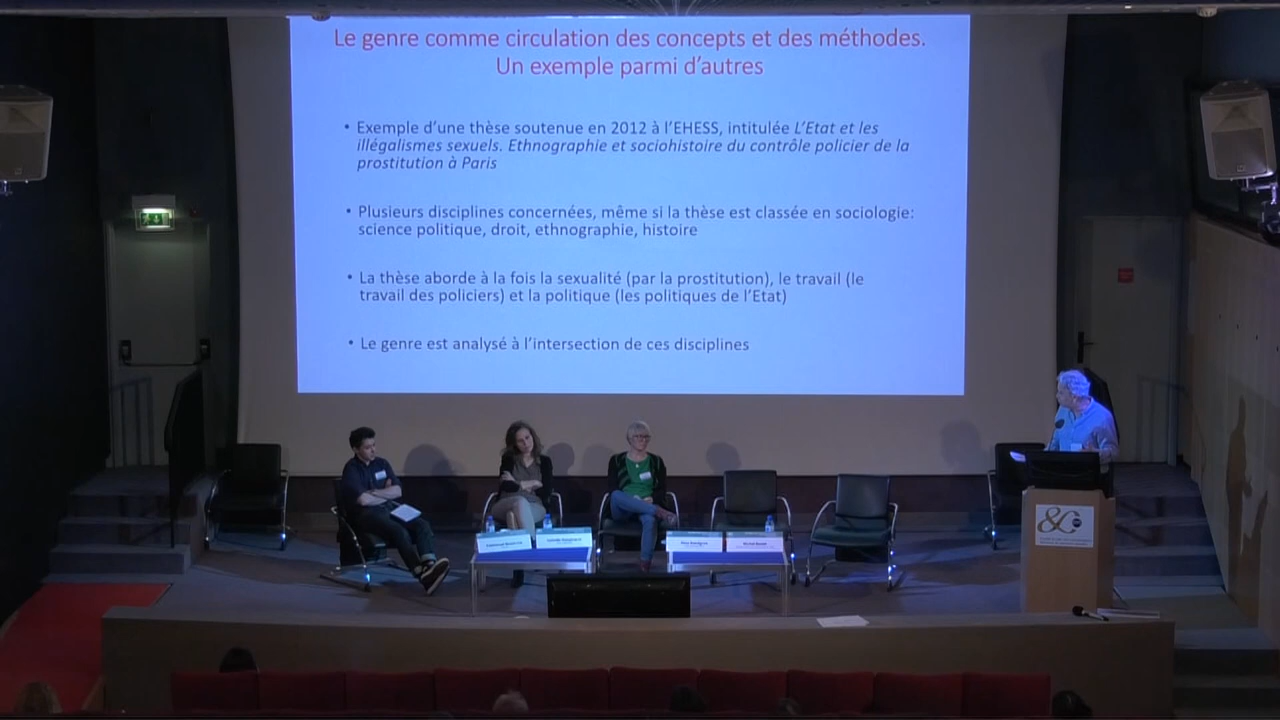 Le genre comme circulation des concepts et des méthodes.
Un exemple parmi d'autres
• Exemple d'une thèse soutenue en 2012 à l'EHESS, intitulée L'Etat et les
illégalismes sexuels. Ethnographie et sociohistoire du contrôle policier de la
prostitution à Paris
• Plusieurs disciplines concernées, même si la thèse est classée en sociologie:
science politique, droit, ethnographie, histoire
• La thèse aborde à la fois la sexualité (par la prostitution), le travail (le
travail des policiers) et la politique (les politiques de l'Etat)
• Le genre est analysé à l'intersection de ces disciplines